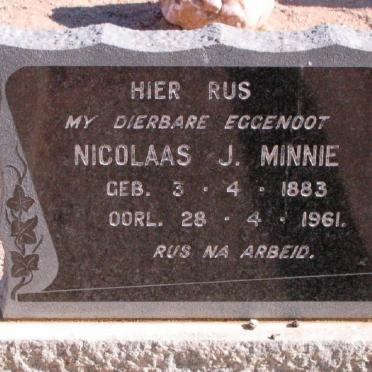 HIER RUS
MY DIERBARE EGGENOOT
NICOLAAS J. MINNIE
GEB. 3 · 4 · 1883
OORL. 28 · 4 · 1961.
RUS NA ARBEID.